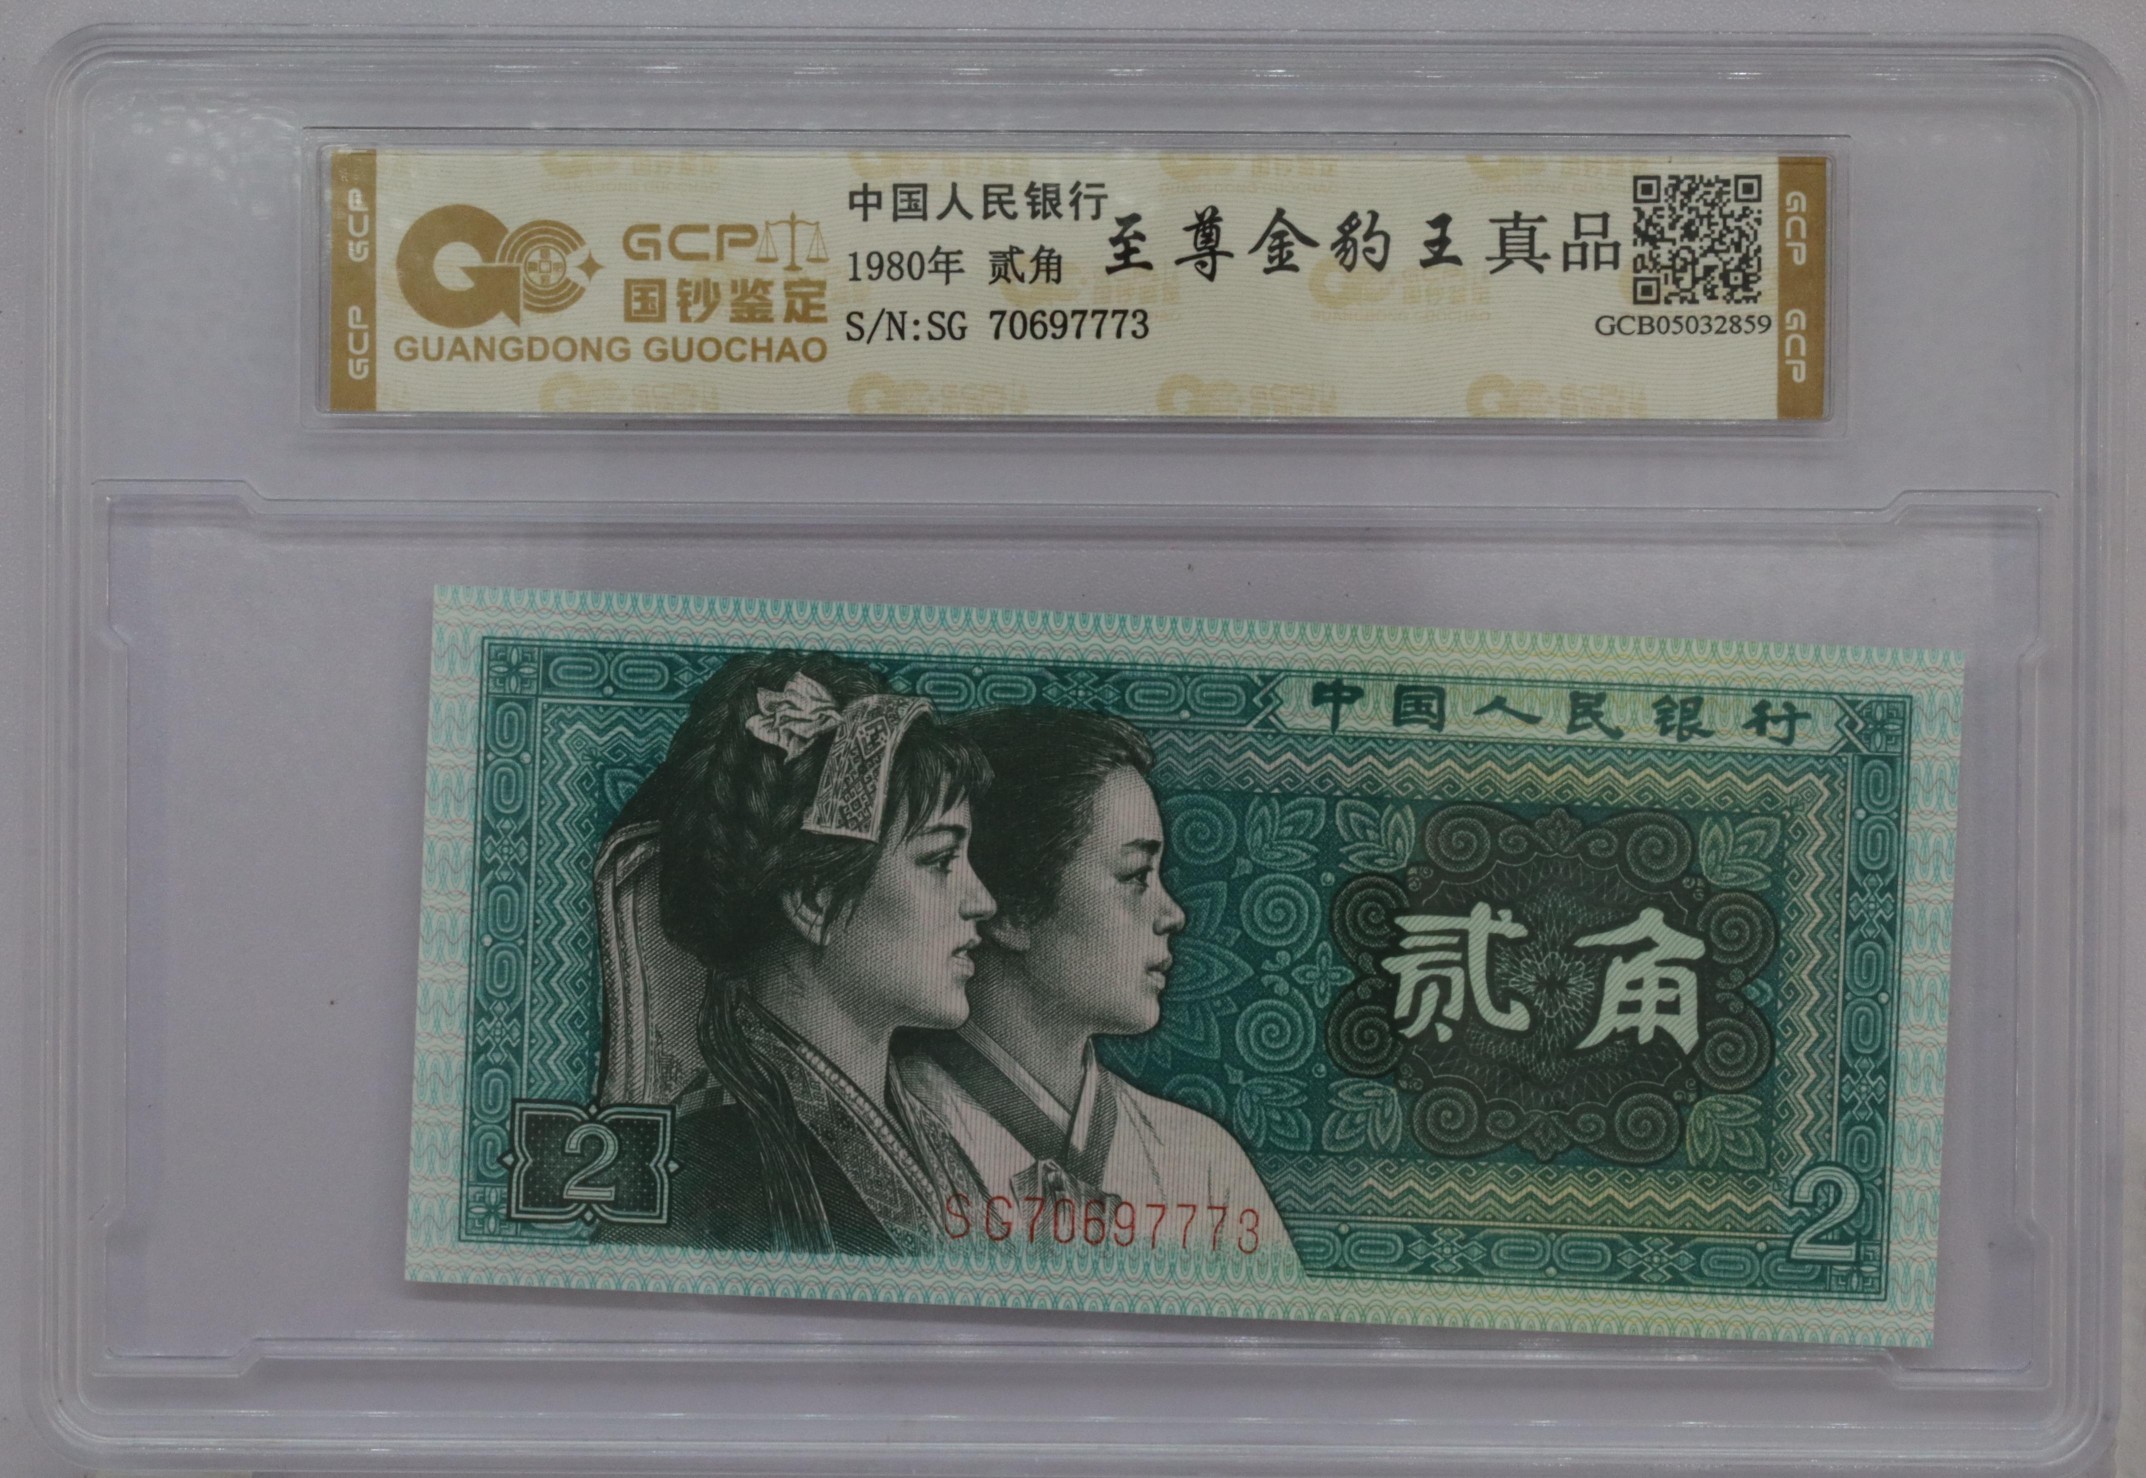 GCP
国钞鉴定
GUANGDONG GUOCHAO
中国人民银行
1980年 贰角
S/N:SG 70697773
至尊金豹王真品
GCB05032859
GCP GCP
GCP GCP
中国人民银行
贰角
2
SG70697773
2